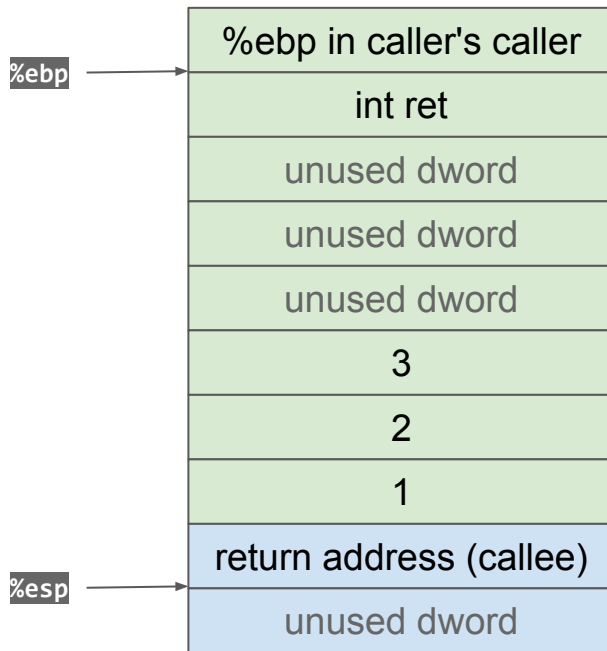 %ebp in caller's caller
%ebp
int ret
unused dword
unused dword
unused dword
3
2
1
return address (callee)
%esp
unused dword